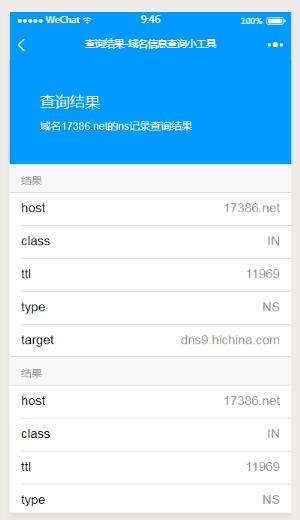 WeChat 9:46 100%
查询结果-域名信息查询小工具
查询结果
域名17386.net的ns记录查询结果
结果
host 17386.net
class IN
ttl 11969
type NS
target dns9.hichina.com
结果
host 17386.net
class IN
ttl 11969
type NS